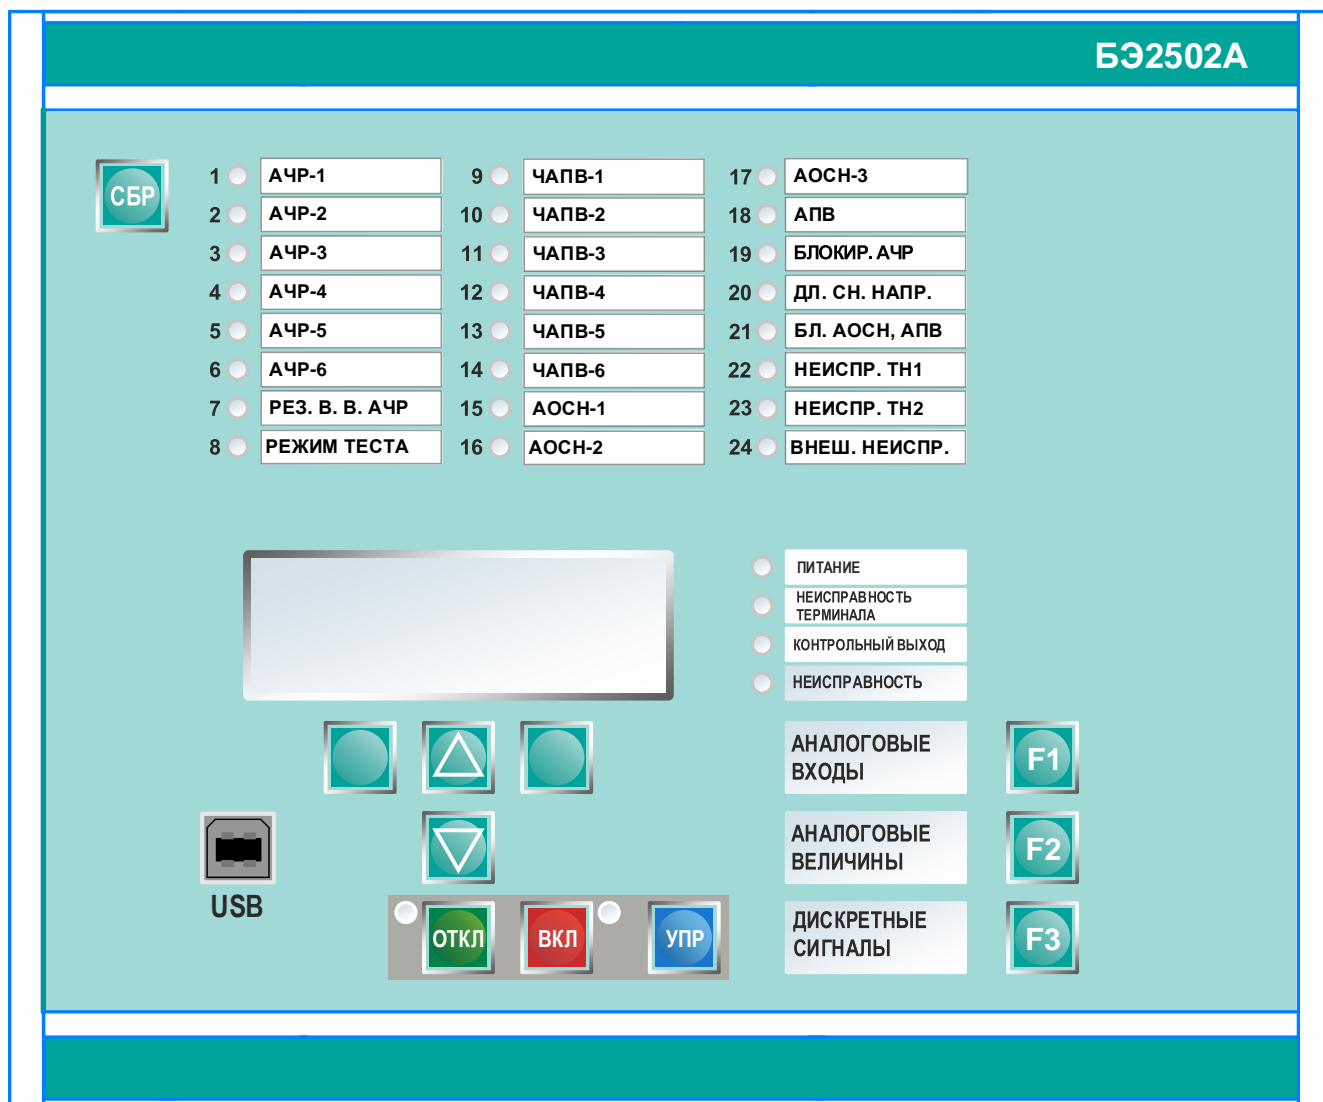 БЭ2502А
СБР
1 АЧР-1
2 АЧР-2
3 АЧР-3
4 АЧР-4
5 АЧР-5
6 АЧР-6
7 РЕЗ. В. В. АЧР
8 РЕЖИМ ТЕСТА
9 ЧАПВ-1
10 ЧАПВ-2
11 ЧАПВ-3
12 ЧАПВ-4
13 ЧАПВ-5
14 ЧАПВ-6
15 АОСН-1
16 АОСН-2
17 АОСН-3
18 АПВ
19 БЛОКИР. АЧР
20 ДЛ. СН. НАПР.
21 БЛ. АОСН, АПВ
22 НЕИСПР. ТН1
23 НЕИСПР. ТН2
24 ВНЕШ. НЕИСПР.
ПИТАНИЕ
НЕИСПРАВНОСТЬ
ТЕРМИНАЛА
КОНТРОЛЬНЫЙ ВЫХОД
НЕИСПРАВНОСТЬ
АНАЛОГОВЫЕ
ВХОДЫ
F1
АНАЛОГОВЫЕ
ВЕЛИЧИНЫ
F2
ДИСКРЕТНЫЕ
СИГНАЛЫ
F3
USB
ОТКЛ
ВКЛ
УПР